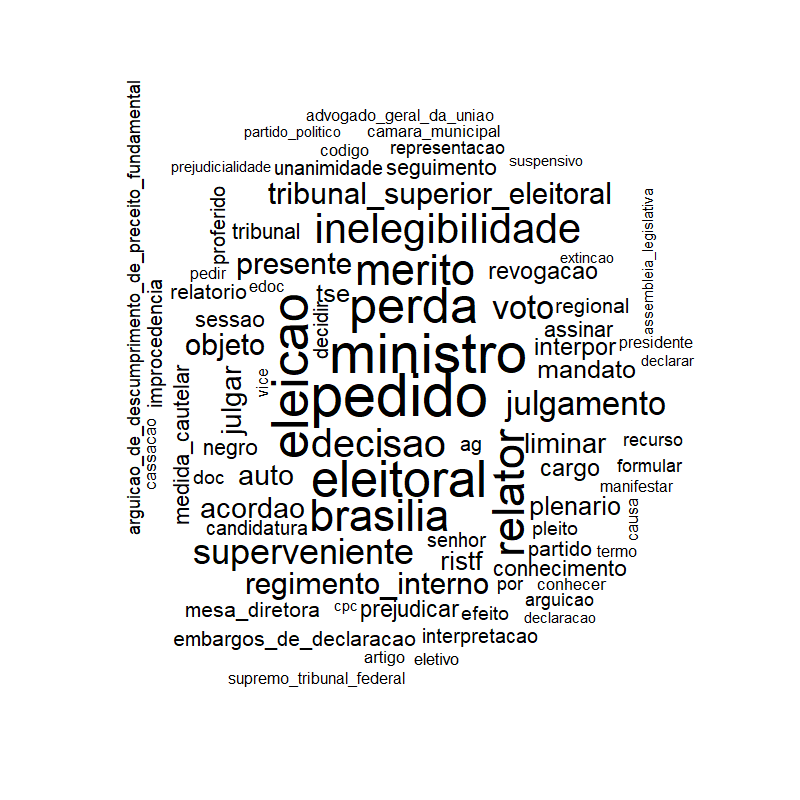 advogado_geral_da_uniao
partido_politico camara_municipal
codigo representacao
prejudicialidade unanimidade seguimento suspensivo
tribunal_superior_eleitoral
arguicao_de_descumprimento_de_preceito_fundamental
proferido
assembleia_legislativa
tribunal inelegibilidade
presente merito revogacao extincao
pedir edoc
relatorio tse perda voto regional
improcedencia
decidir
sessao assinar
objeto ministro interpor presidente
eleicao
vice mandato declarar
julgar
cassacao
pedido julgamento
medida_cautelar
negro decisao ag liminar recurso
relator
doc auto eleitoral cargo formular
manifestar
acordao brasilia plenario
causa
candidatura senhor pleito
superveniente ristf partido termo
conhecimento
regimento_interno por conhecer
mesa_diretora cpc prejudicar efeito arguicao
declaracao
embargos_de_declaracao interpretacao
artigo eletivo
supremo_tribunal_federal